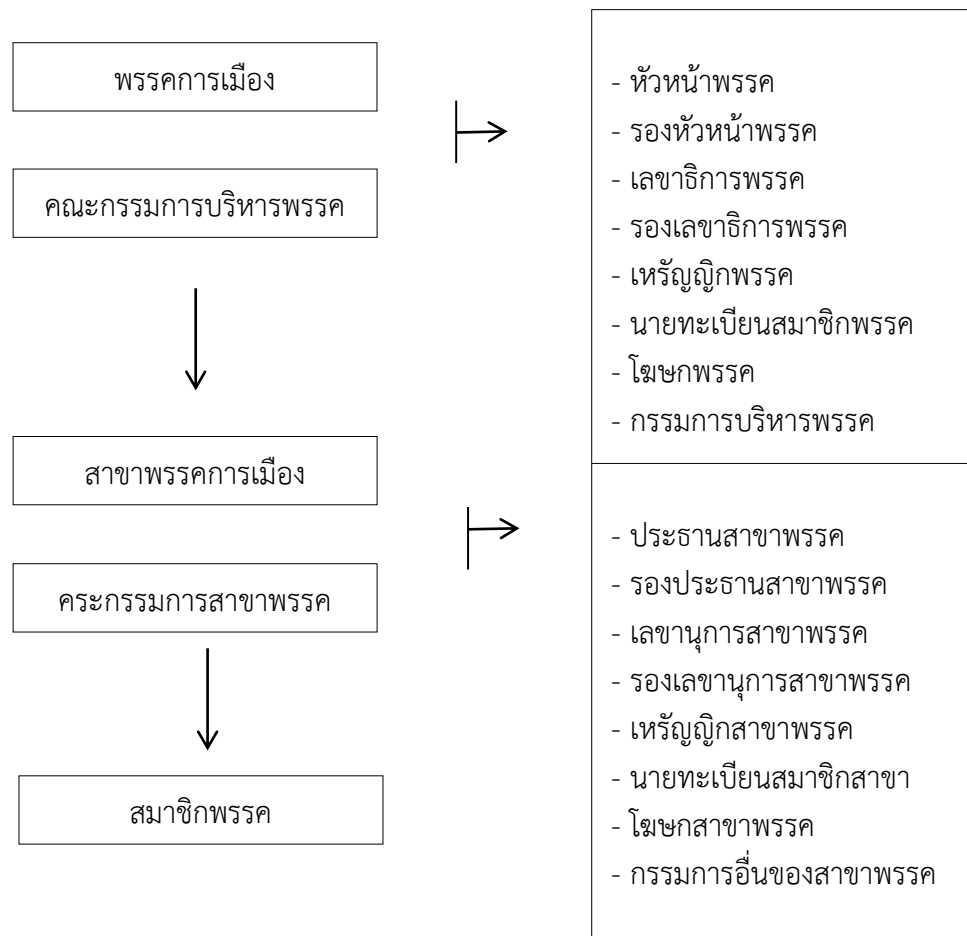 พรรคการเมือง
คณะกรรมการบริหารพรรค
- หัวหน้าพรรค
- รองหัวหน้าพรรค
- เลขาธิการพรรค
- รองเลขาธิการพรรค
- เหรัญญิกพรรค
- นายทะเบียนสมาชิกพรรค
- โฆษกพรรค
- กรรมการบริหารพรรค
สาขาพรรคการเมือง
คระกรรมการสาขาพรรค
- ประธานสาขาพรรค
- รองประธานสาขาพรรค
- เลขานุการสาขาพรรค
- รองเลขานุการสาขาพรรค
- เหรัญญิกสาขาพรรค
- นายทะเบียนสมาชิกสาขา
- โฆษกสาขาพรรค
- กรรมการอื่นของสาขาพรรค
สมาชิกพรรค